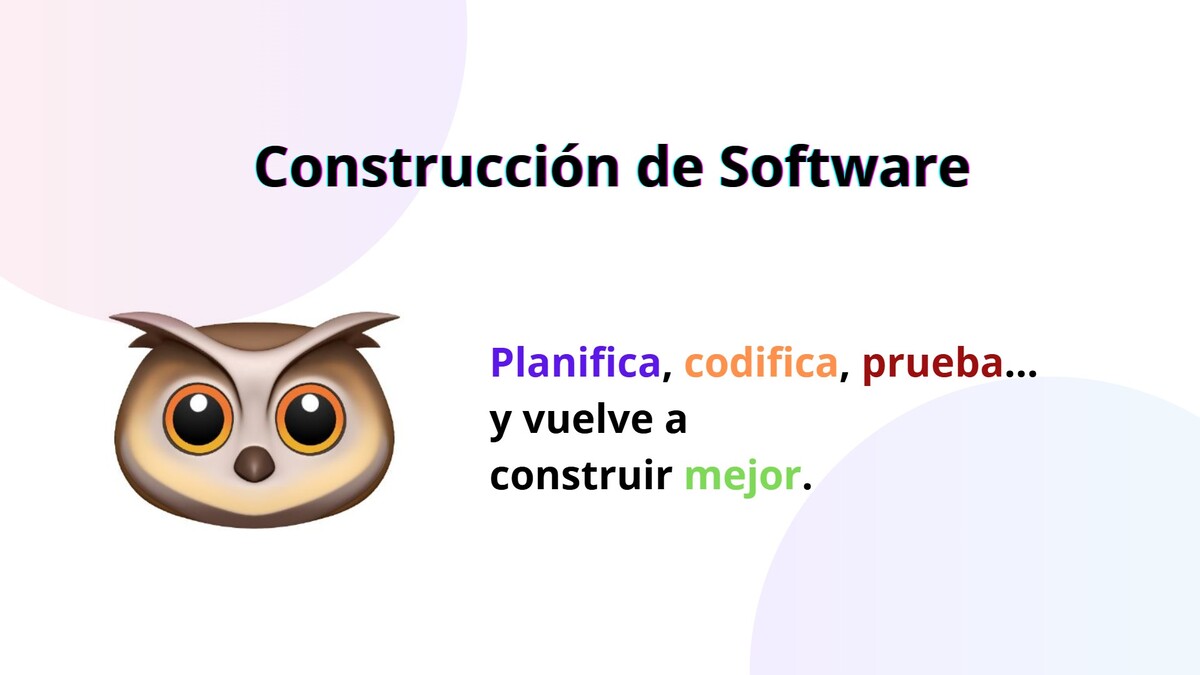 Construcción de Software
Planifica, codifica, prueba...
y vuelve a
construir mejor.